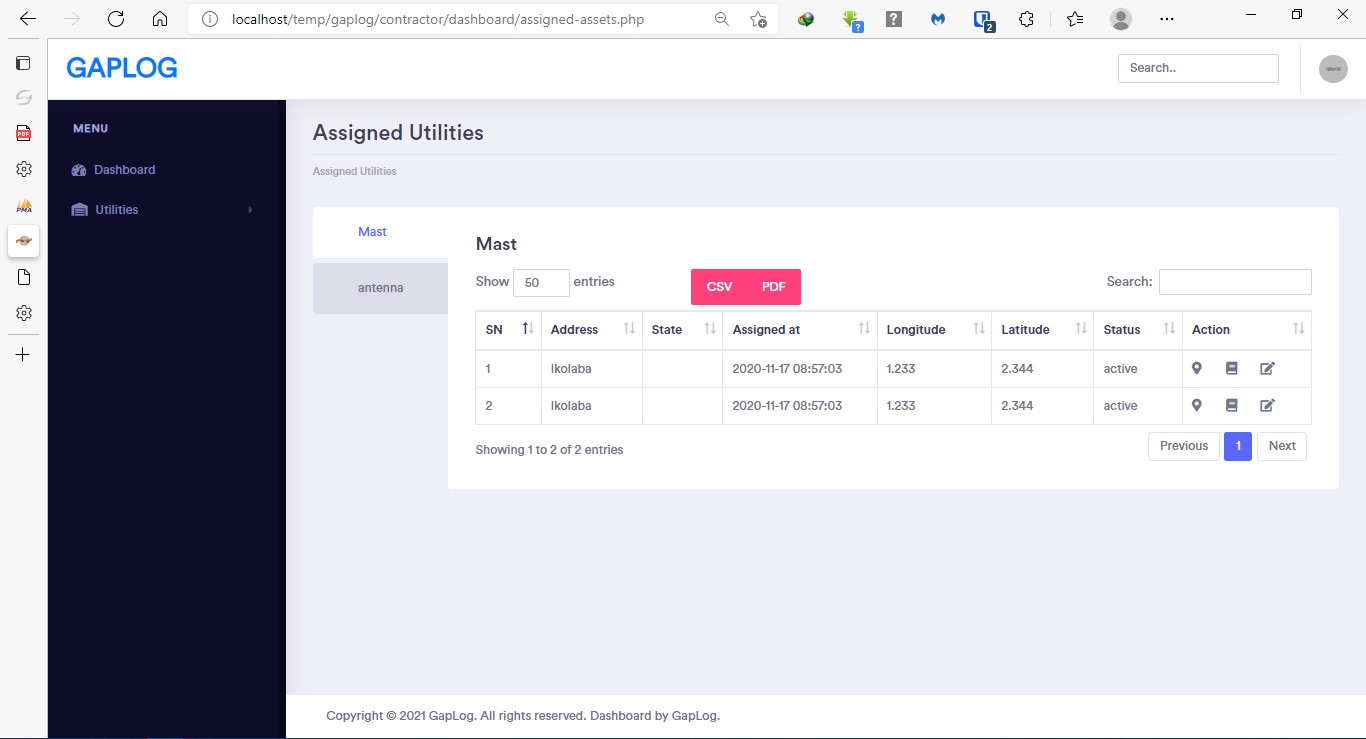 localhost/temp/gaplog/contractor/dashboard/assigned-assets.php
?
?
2
GAPLOG
Search..
PDF
PMA
MENU
Dashboard
Utilities
Assigned Utilities
Assigned Utilities
Mast
antenna
Mast
Show 50 entries
CSV PDF
Search:
SN Address State Assigned at Longitude Latitude Status Action
1 Ikolaba 2020-11-17 08:57:03 1.233 2.344 active
2 Ikolaba 2020-11-17 08:57:03 1.233 2.344 active
Showing 1 to 2 of 2 entries
Previous 1 Next
Copyright © 2021 GapLog. All rights reserved. Dashboard by GapLog.